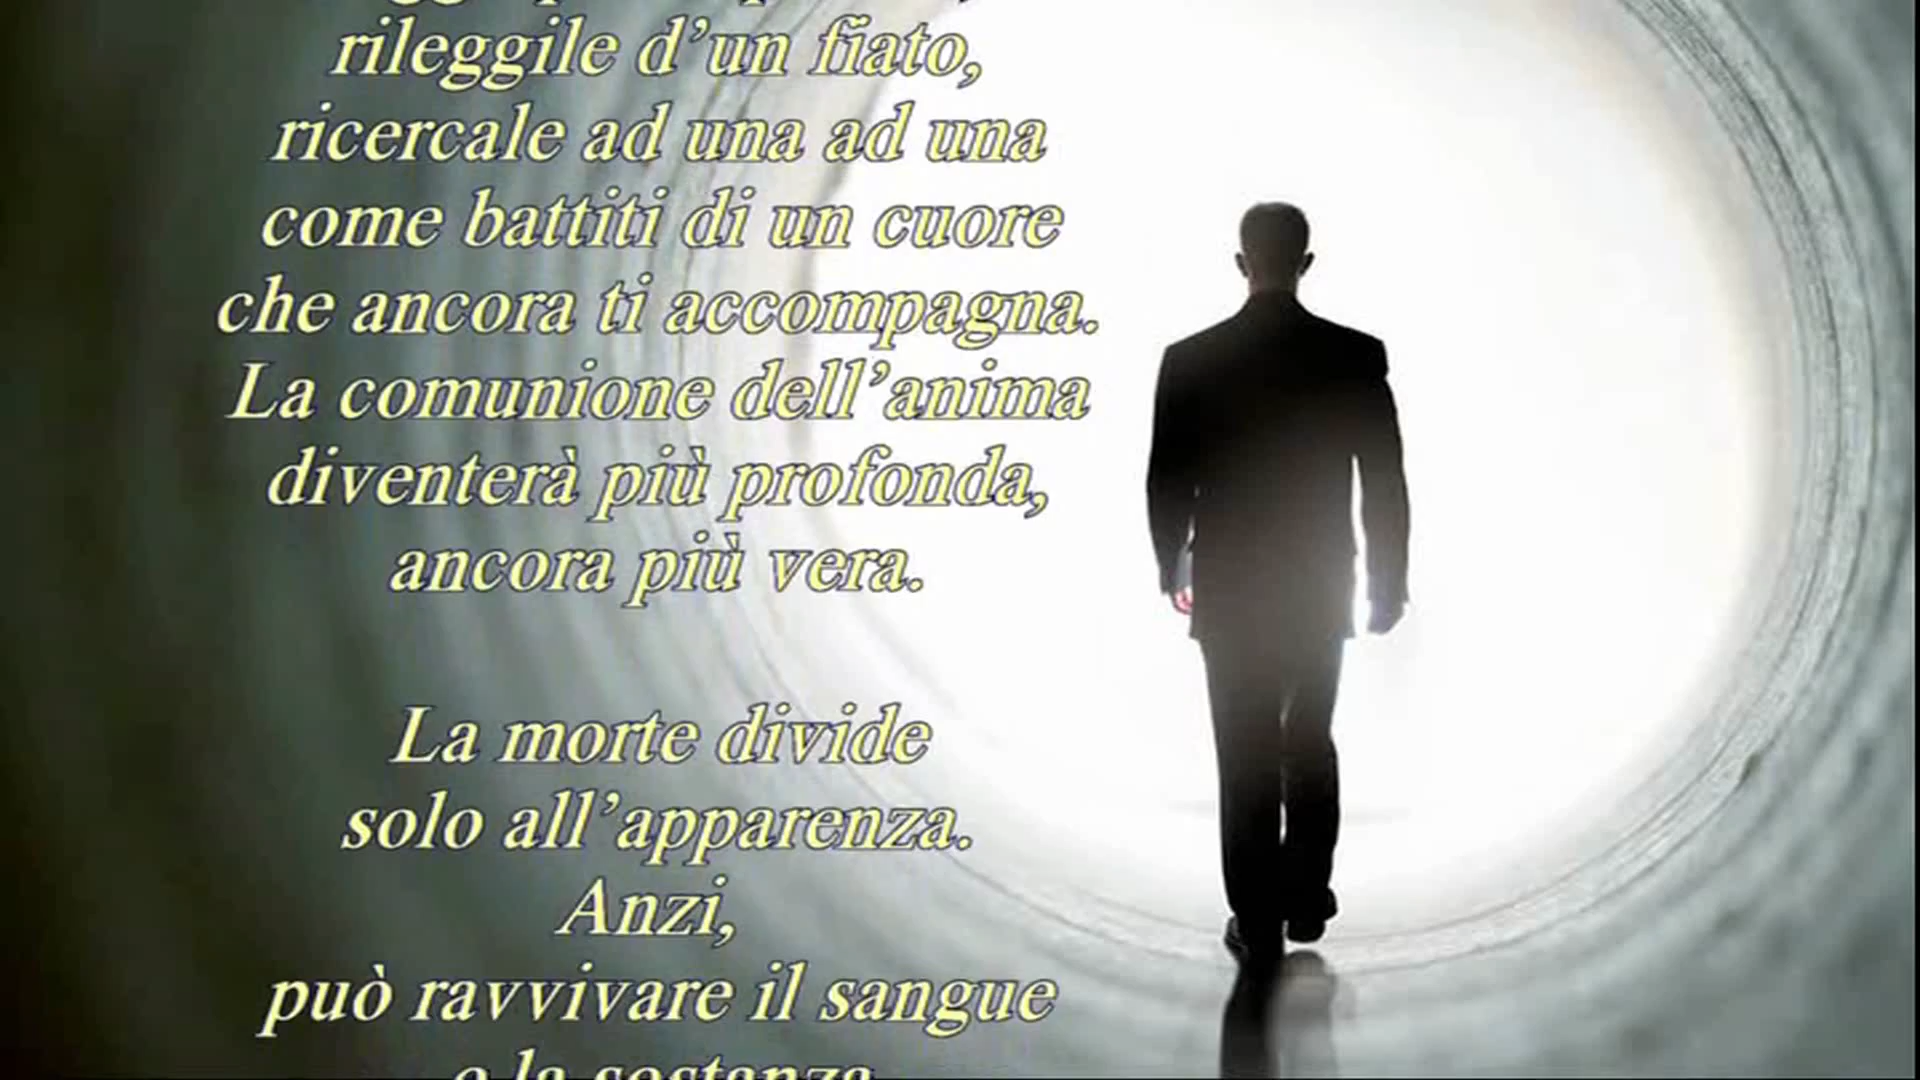 rileggile d’un fiato,
ricercale ad una ad una
come battiti di un cuore
che ancora ti accompagna.
La comunione dell’anima
diventerà più profonda,
ancora più vera.
La morte divide
solo all’apparenza.
Anzi,
può ravvivare il sangue
e la sostanza